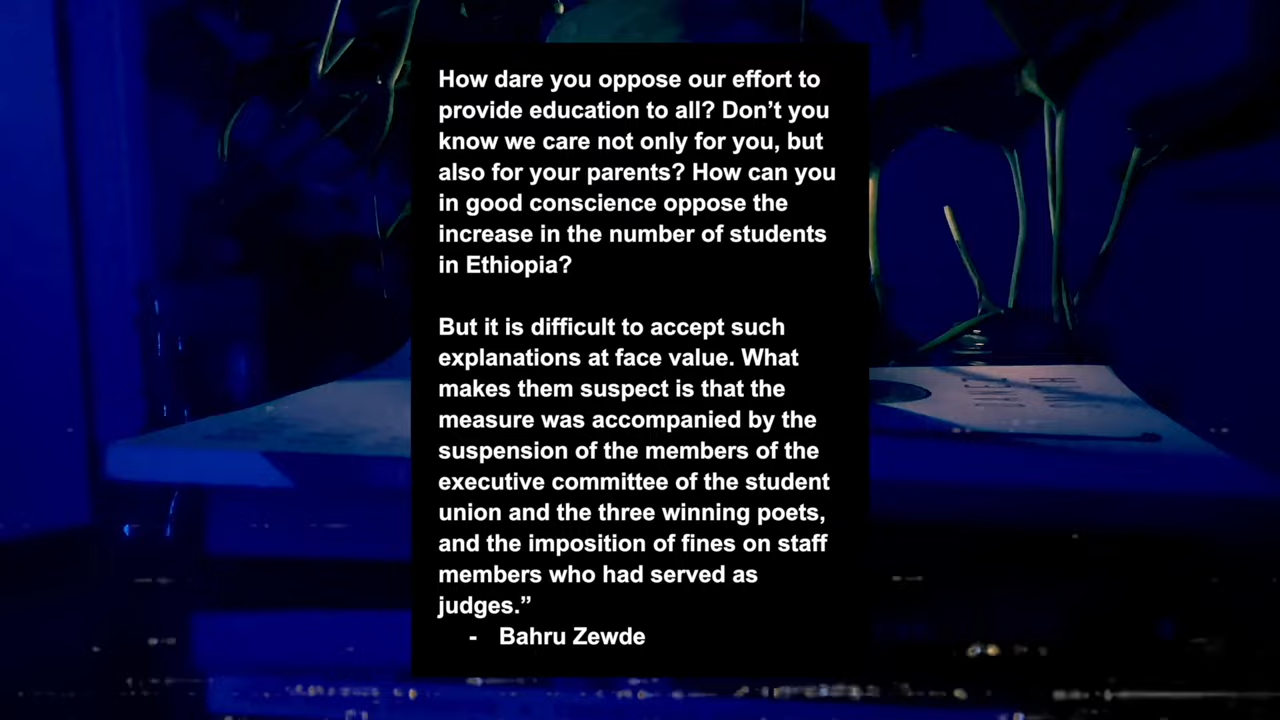 How dare you oppose our effort to
provide education to all? Don’t you
know we care not only for you, but
also for your parents? How can you
in good conscience oppose the
increase in the number of students
in Ethiopia?
But it is difficult to accept such
explanations at face value. What
makes them suspect is that the
measure was accompanied by the
suspension of the members of the
executive committee of the student
union and the three winning poets,
and the imposition of fines on staff
members who had served as
judges.”
- Bahru Zewde